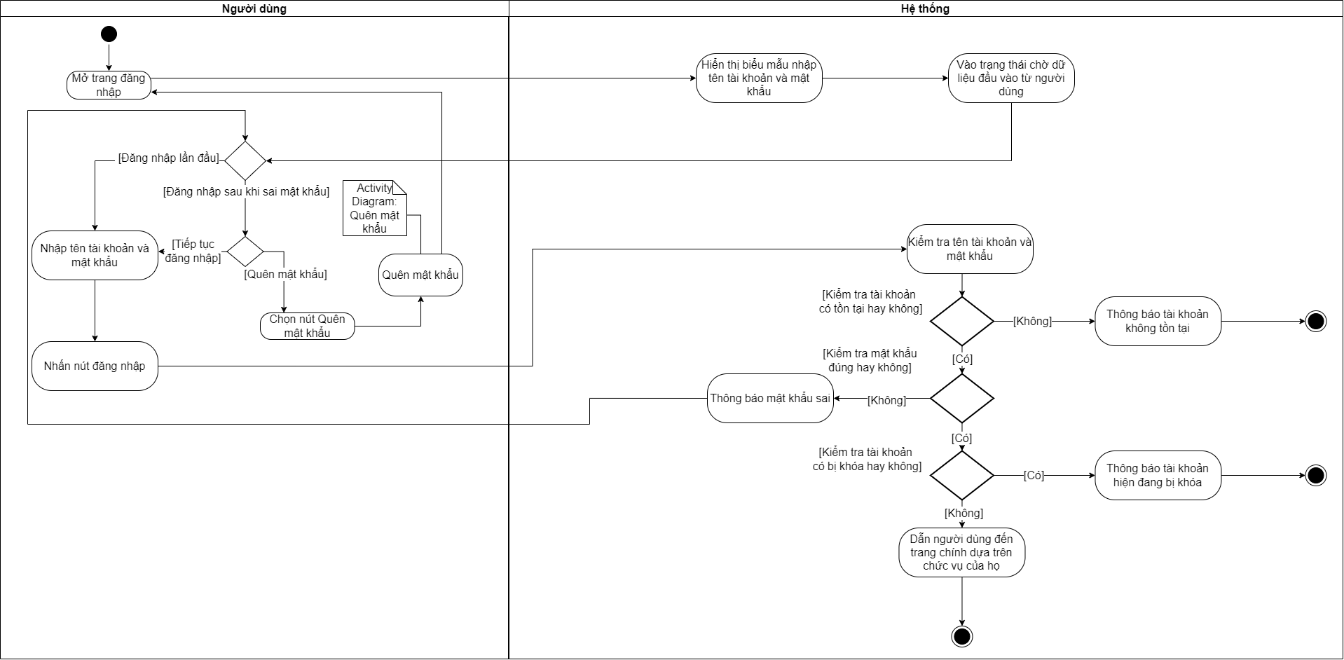 Người dùng
Hệ thống
Mở trang đăng
nhập
Hiển thị biểu mẫu nhập
tên tài khoản và mật
khẩu
Vào trạng thái chờ dữ
liệu đầu vào từ người
dùng
[Đăng nhập lần đầu]
[Đăng nhập sau khi sai mật khẩu]
Activity
Diagram:
Quên mật
khẩu
Nhập tên tài khoản và
mật khẩu
[Tiếp tục
đăng nhập]
[Quên mật khẩu]
Quên mật khẩu
Chọn nút Quên
mật khẩu
Nhấn nút đăng nhập
Kiểm tra tên tài khoản và
mật khẩu
[Kiểm tra tài khoản
có tồn tại hay không]
[Không]
Thông báo tài khoản
không tồn tại
[Có]
[Kiểm tra mật khẩu
đúng hay không]
Thông báo mật khẩu sai
[Không]
[Có]
[Kiểm tra tài khoản
có bị khóa hay không]
[Có]
Thông báo tài khoản
hiện đang bị khóa
[Không]
Dẫn người dùng đến
trang chính dựa trên
chức vụ của họ